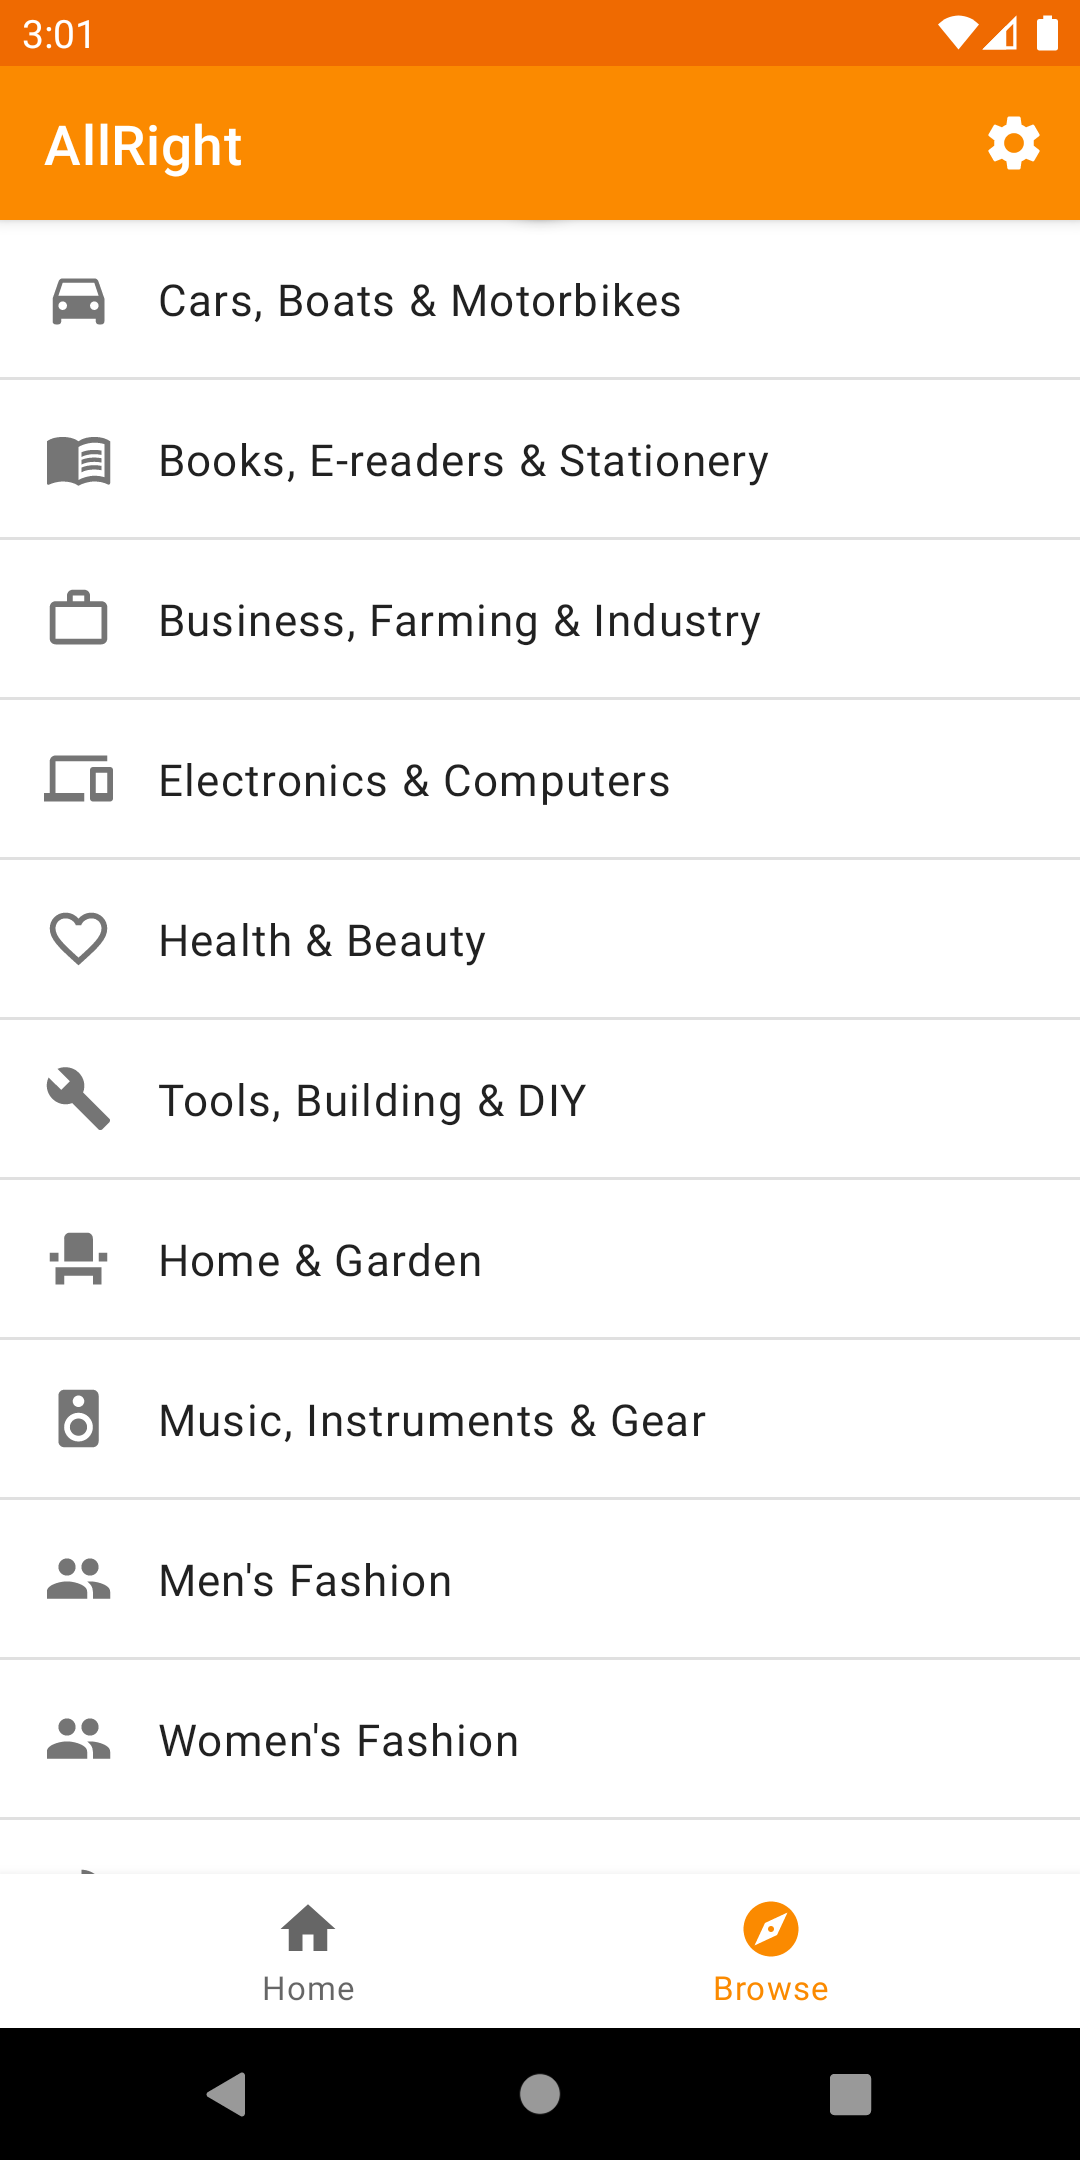 3:01
AllRight
Cars, Boats & Motorbikes
Books, E-readers & Stationery
Business, Farming & Industry
Electronics & Computers
Health & Beauty
Tools, Building & DIY
Home & Garden
Music, Instruments & Gear
Men's Fashion
Women's Fashion
Home
Browse